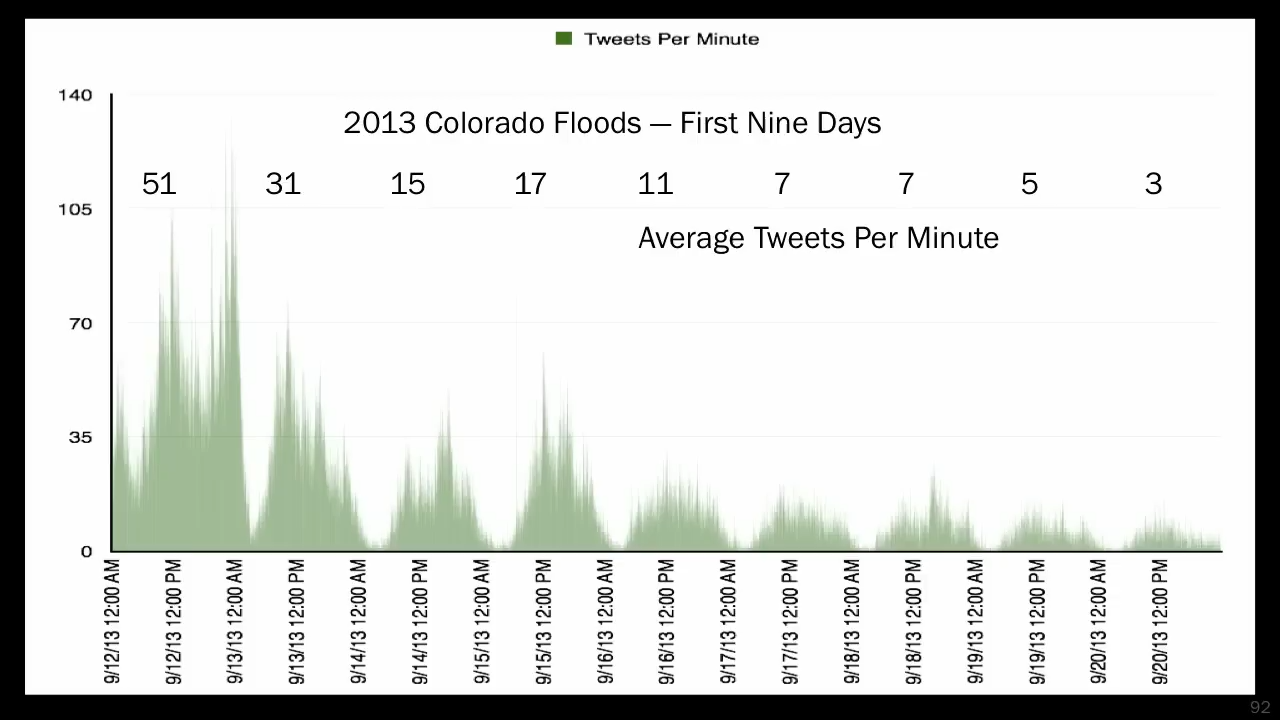 Tweets Per Minute
140
2013 Colorado Floods — First Nine Days
51 31 15 17 11 7 7 5 3
105
Average Tweets Per Minute
70
35
0
9/12/13 12:00 AM
9/12/13 12:00 PM
9/13/13 12:00 AM
9/13/13 12:00 PM
9/14/13 12:00 AM
9/14/13 12:00 PM
9/15/13 12:00 AM
9/15/13 12:00 PM
9/16/13 12:00 AM
9/16/13 12:00 PM
9/17/13 12:00 AM
9/17/13 12:00 PM
9/18/13 12:00 AM
9/18/13 12:00 PM
9/19/13 12:00 AM
9/19/13 12:00 PM
9/20/13 12:00 AM
9/20/13 12:00 PM
92